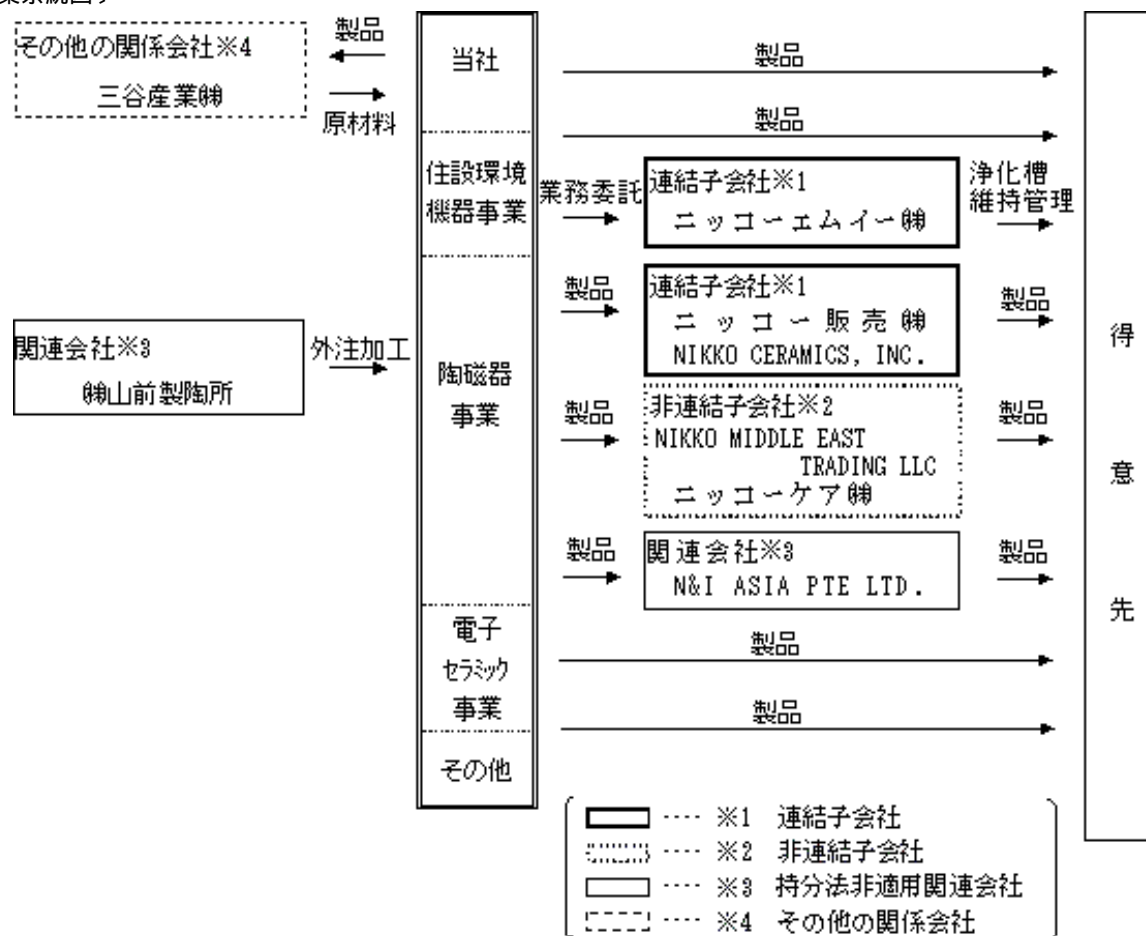 その他の関係会社※4
三谷産業㈱
製品
原材料
当社
製品
製品
住設環境
機器事業
業務委託
連結子会社※1
ニッコーエムイー㈱
浄化槽
維持管理
関連会社※3
㈱山前製陶所
外注加工
陶磁器
事業
製品
連結子会社※1
ニッコー販売㈱
NIKKO CERAMICS, INC.
製品
製品
非連結子会社※2
NIKKO MIDDLE EAST
TRADING LLC
ニッコーケア㈱
製品
製品
関連会社※3
N&I ASIA PTE LTD.
製品
電子
セラミック
事業
製品
製品
その他
得
意
先
‥‥ ※1 連結子会社
‥‥ ※2 非連結子会社
‥‥ ※3 持分法非適用関連会社
‥‥ ※4 その他の関係会社